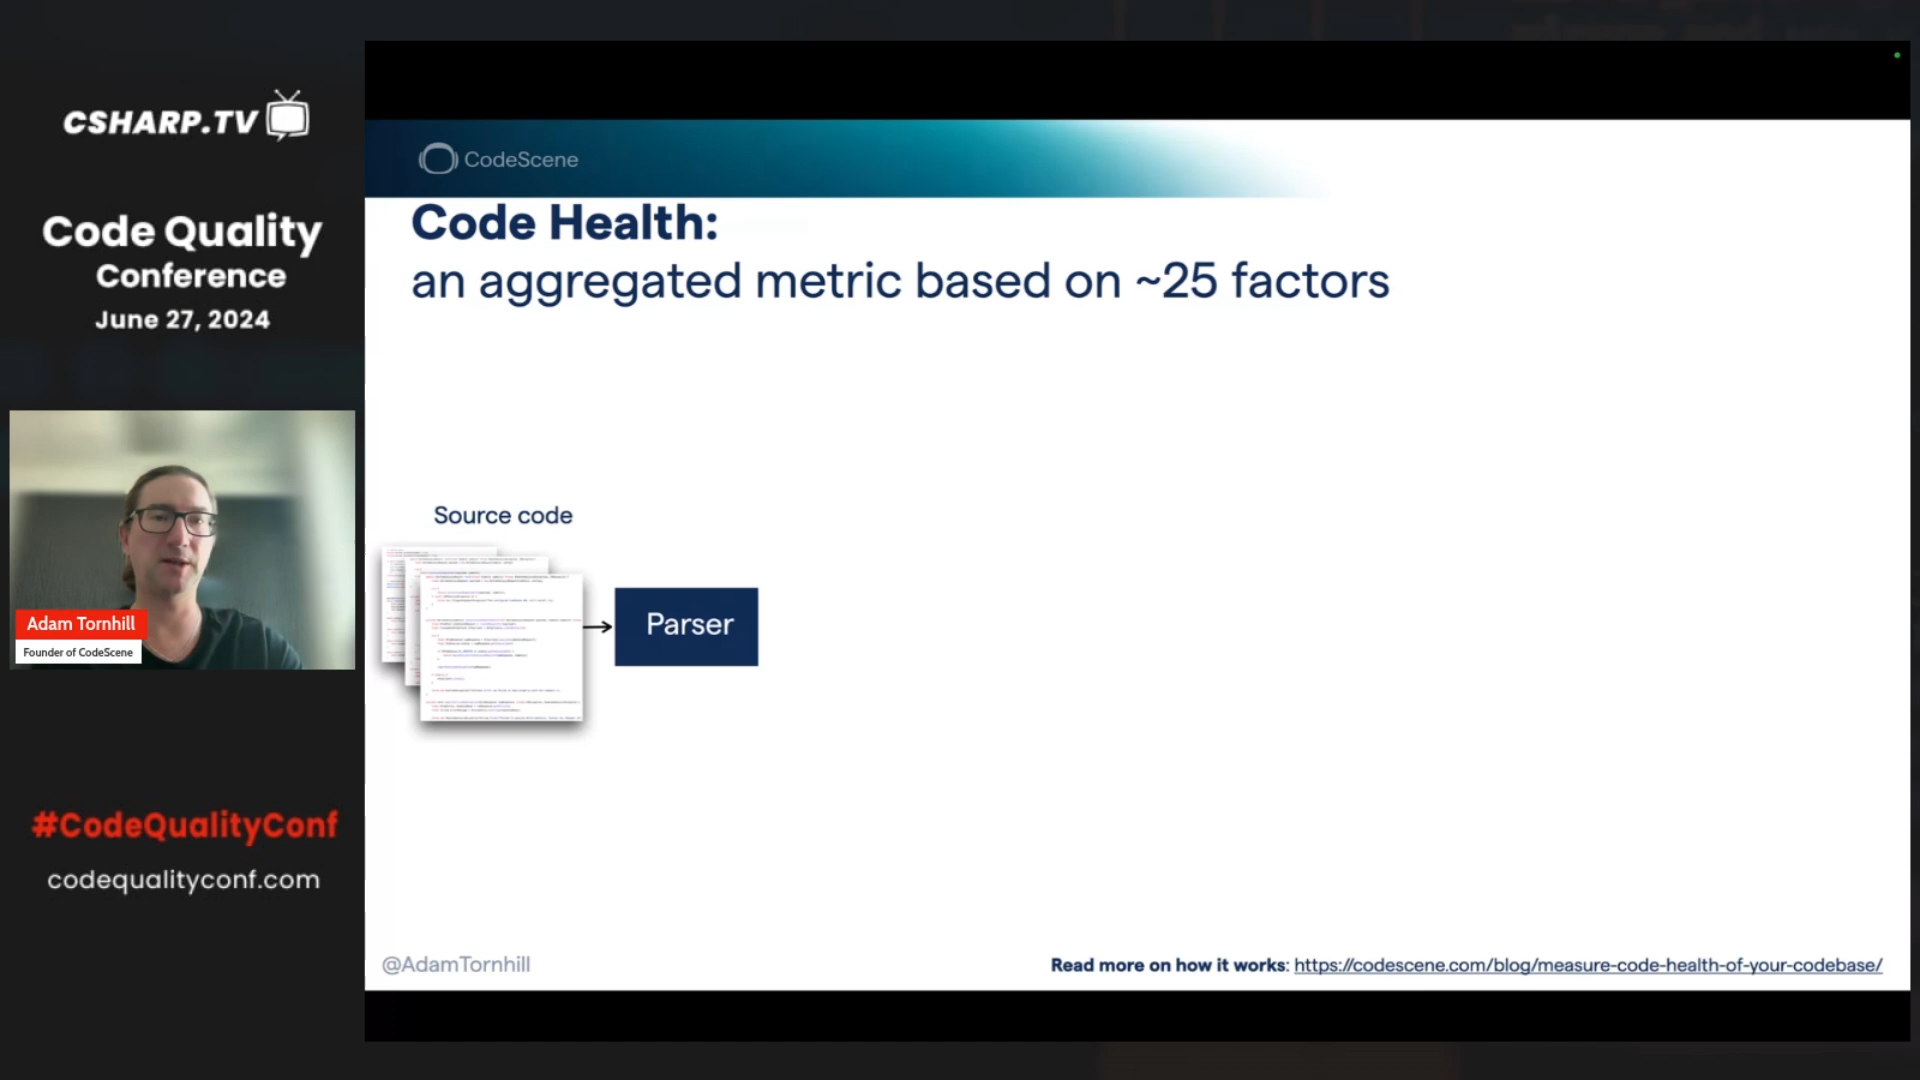 CSHARP.TV
Code Quality
Conference
June 27, 2024
Adam Tornhill
Founder of CodeScene
#CodeQualityConf
codequalityconf.com
CodeScene
Code Health:
an aggregated metric based on ~25 factors
Source code
Parser
@AdamTornhill
Read more on how it works: https://codescene.com/blog/measure-code-health-of-your-codebase/